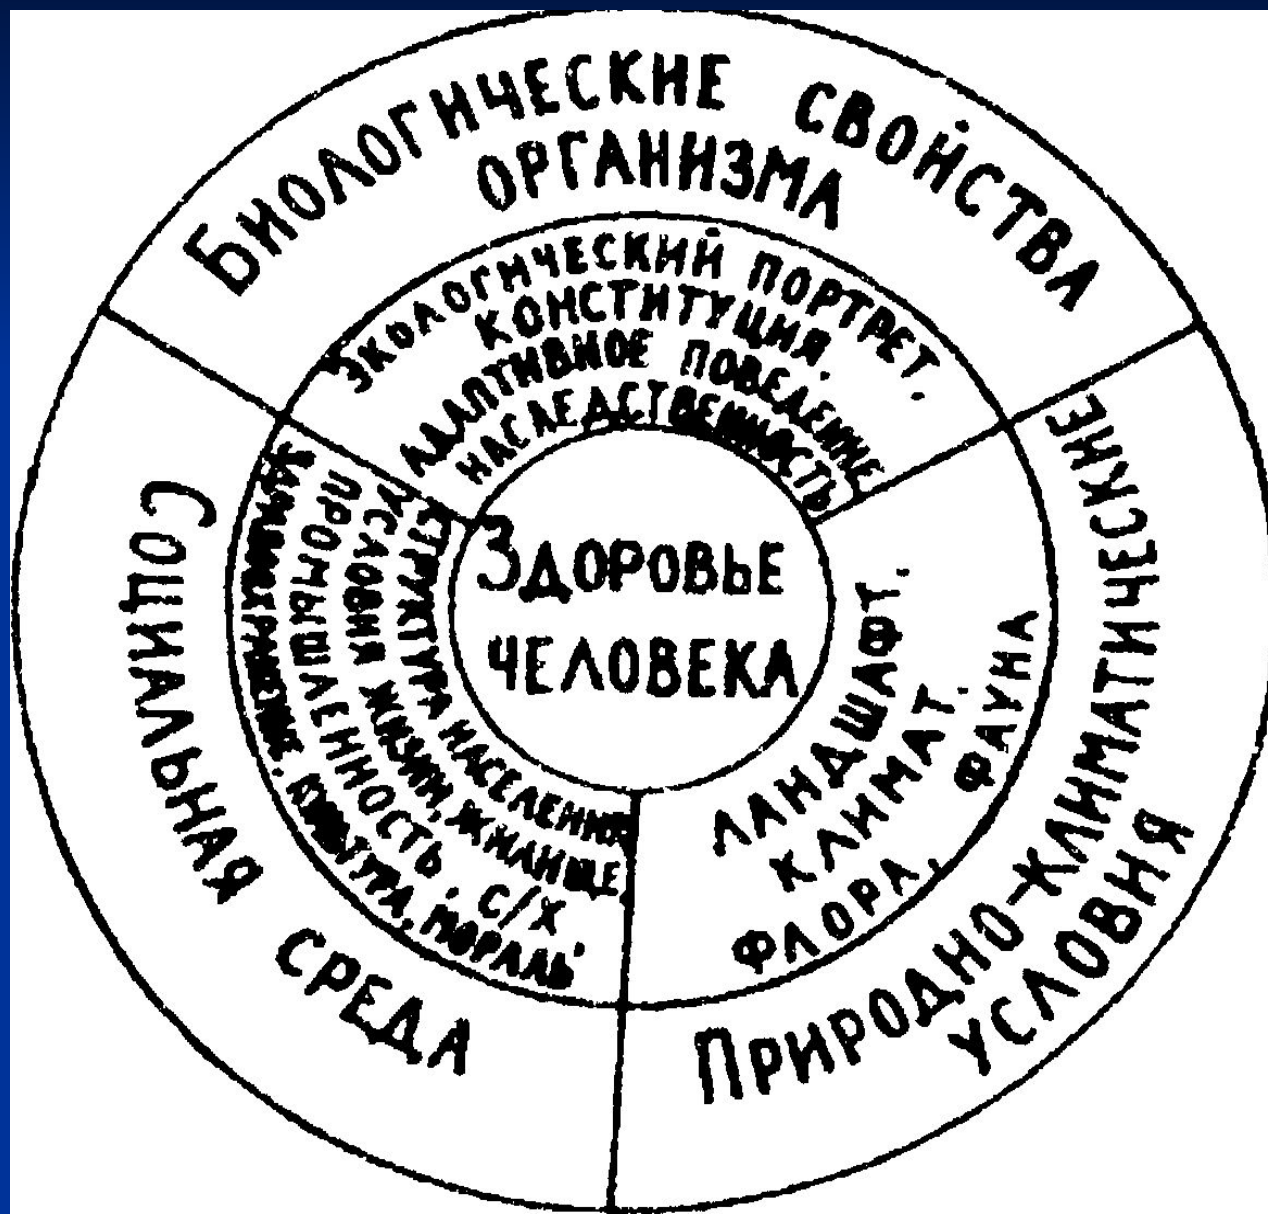 БИОЛОГИЧЕСКИЕ СВОЙСТВА
ОРГАНИЗМА
ЭКОЛОГИЧЕСКИЙ ПОРТРЕТ.
КОНСТИТУЦИЯ.
АДАПТИВНОЕ ПОВЕДЕНИЕ
НАСЛЕДСТВЕННОСТЬ
ЗДОРОВЬЕ
ЧЕЛОВЕКА
СОЦИАЛЬНАЯ СРЕДА
СТРУКТУРА НАСЕЛЕНИЯ
УСЛОВИЯ ЖИЗНИ, ЖИЛИЩЕ,
ПРОМЫШЛЕННОСТЬ, С/Х.
ЗДРАВООХРАНЕНИЕ, КУЛЬТУРА, МОРАЛЬ.
ПРИРОДНО-КЛИМАТИЧЕСКИЕ
УСЛОВИЯ
ЛАНДШАФТ.
КЛИМАТ.
ФЛОРА, ФАУНА